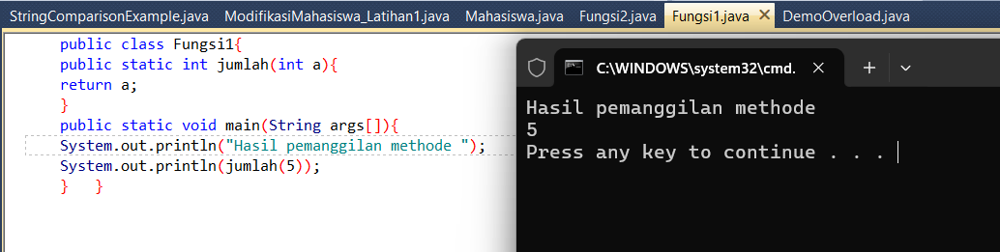 StringComparisonExample.java ModifikasiMahasiswa_Latihan1.java Mahasiswa.java Fungsi2.java Fungsi1.java DemoOverload.java
public class Fungsi1{
public static int jumlah(int a){
return a;
}
public static void main(String args[]){
System.out.println("Hasil pemanggilan methode ");
System.out.println(jumlah(5));
} }
C:\WINDOWS\system32\cmd.
Hasil pemanggilan methode
5
Press any key to continue . . .